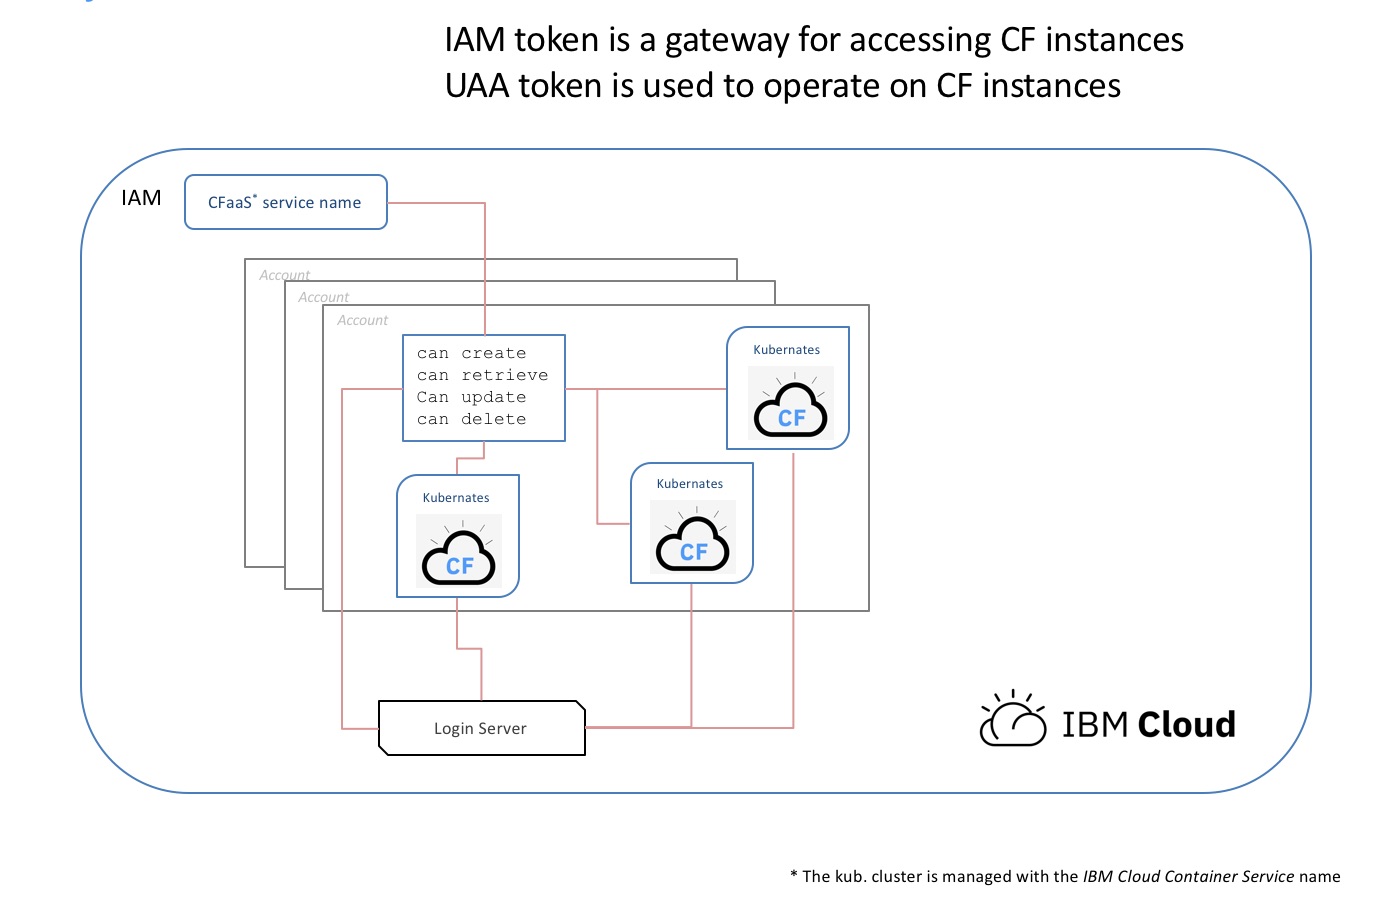 IAM token is a gateway for accessing CF instances
UAA token is used to operate on CF instances
IAM
CFaaS* service name
Account
Account
Account
can create
can retrieve
Can update
can delete
Kubernates
CF
Kubernates
CF
Kubernates
CF
Login Server
IBM Cloud
* The kub. cluster is managed with the IBM Cloud Container Service name